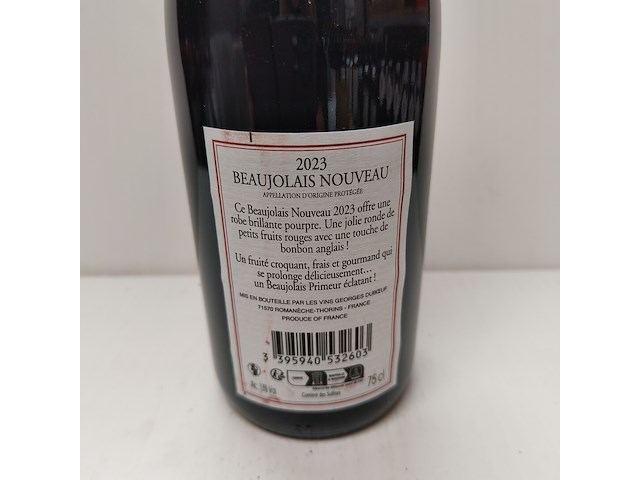 2023
BEAUJOLAIS NOUVEAU
APPELLATION D'ORIGINE PROTÉGÉE
Ce Beaujolais Nouveau 2023 offre une
robe brillante pourpre. Une jolie ronde de
petits fruits rouges avec une touche de
bonbon anglais !
Un fruité croquant, frais et gourmand qui
se prolonge délicieusement...
un Beaujolais Primeur éclatant !
MIS EN BOUTEILLE PAR LES VINS GEORGES DUBŒUF
71570 ROMANÈCHE-THORINS - FRANCE
PRODUCE OF FRANCE
3 395940 532603
75 cl
Contient des Sulfites